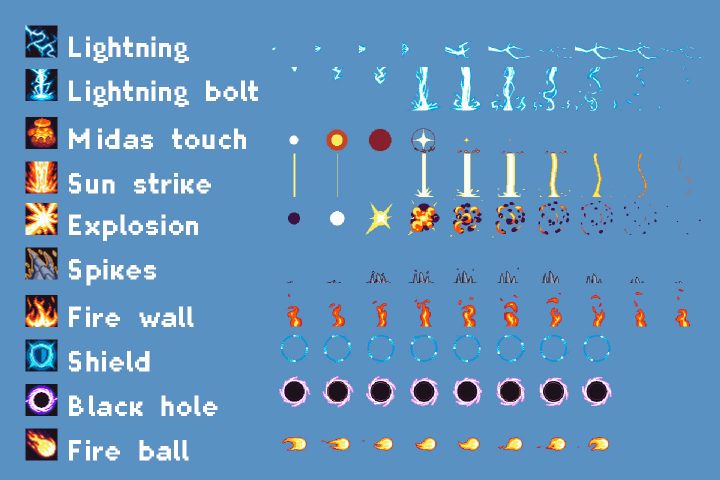 Lightning
Lightning bolt
Midas touch
Sun strike
Explosion
Spikes
Fire wall
Shield
Black hole
Fire ball